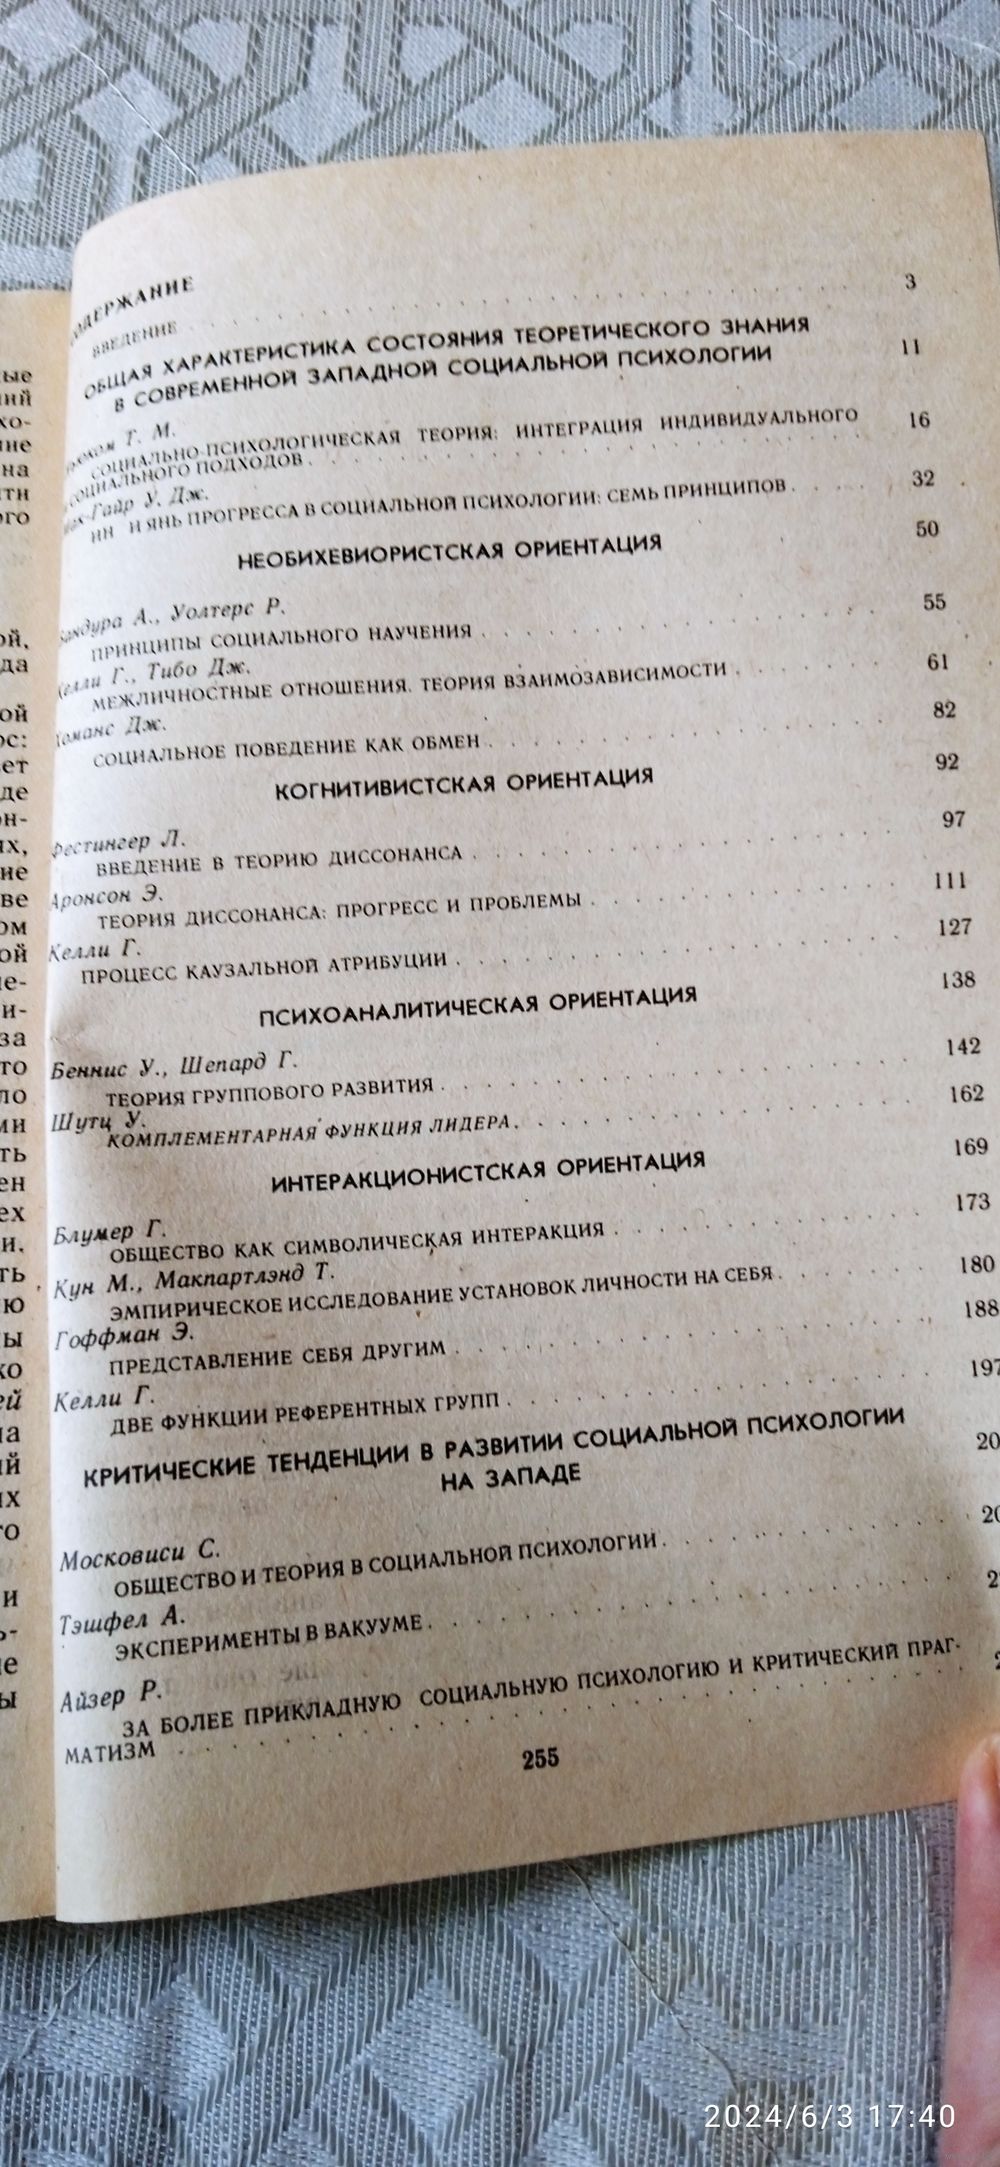 СОДЕРЖАНИЕ
ВВЕДЕНИЕ . . . 3
ОБЩАЯ ХАРАКТЕРИСТИКА СОСТОЯНИЯ ТЕОРЕТИЧЕСКОГО ЗНАНИЯ
В СОВРЕМЕННОЙ ЗАПАДНОЙ СОЦИАЛЬНОЙ ПСИХОЛОГИИ 11
Т. М.
СОЦИАЛЬНО-ПСИХОЛОГИЧЕСКАЯ ТЕОРИЯ: ИНТЕГРАЦИЯ ИНДИВИДУАЛЬНОГО
СОЦИАЛЬНОГО ПОДХОДОВ . . . 16
Мак-Гайр У. Дж.
ИНЬ И ЯНЬ ПРОГРЕССА В СОЦИАЛЬНОЙ ПСИХОЛОГИИ: СЕМЬ ПРИНЦИПОВ . . . 32
НЕОБИХЕВИОРИСТСКАЯ ОРИЕНТАЦИЯ 50
Бандура А., Уолтерс Р.
ПРИНЦИПЫ СОЦИАЛЬНОГО НАУЧЕНИЯ . . . 55
Келли Г., Тибо Дж.
МЕЖЛИЧНОСТНЫЕ ОТНОШЕНИЯ. ТЕОРИЯ ВЗАИМОЗАВИСИМОСТИ . . . 61
Хоманс Дж.
СОЦИАЛЬНОЕ ПОВЕДЕНИЕ КАК ОБМЕН . . . 82
КОГНИТИВИСТСКАЯ ОРИЕНТАЦИЯ 92
Фестингер Л.
ВВЕДЕНИЕ В ТЕОРИЮ ДИССОНАНСА . . . 97
Аронсон Э.
ТЕОРИЯ ДИССОНАНСА: ПРОГРЕСС И ПРОБЛЕМЫ . . . 111
Келли Г.
ПРОЦЕСС КАУЗАЛЬНОЙ АТРИБУЦИИ . . . 127
ПСИХОАНАЛИТИЧЕСКАЯ ОРИЕНТАЦИЯ 138
Беннис У., Шепард Г.
ТЕОРИЯ ГРУППОВОГО РАЗВИТИЯ . . . 142
Шутц У.
КОМПЛЕМЕНТАРНАЯ ФУНКЦИЯ ЛИДЕРА . . . 162
ИНТЕРАКЦИОНИСТСКАЯ ОРИЕНТАЦИЯ 169
Блумер Г.
ОБЩЕСТВО КАК СИМВОЛИЧЕСКАЯ ИНТЕРАКЦИЯ . . . 173
Кун М., Макпартлэнд Т.
ЭМПИРИЧЕСКОЕ ИССЛЕДОВАНИЕ УСТАНОВОК ЛИЧНОСТИ НА СЕБЯ . . . 180
Гоффман Э.
ПРЕДСТАВЛЕНИЕ СЕБЯ ДРУГИМ . . . 188
Келли Г.
ДВЕ ФУНКЦИИ РЕФЕРЕНТНЫХ ГРУПП . . . 197
КРИТИЧЕСКИЕ ТЕНДЕНЦИИ В РАЗВИТИИ СОЦИАЛЬНОЙ ПСИХОЛОГИИ
НА ЗАПАДЕ
Московиси С.
ОБЩЕСТВО И ТЕОРИЯ В СОЦИАЛЬНОЙ ПСИХОЛОГИИ . . .
Тэшфел А.
ЭКСПЕРИМЕНТЫ В ВАКУУМЕ . . .
Айзер Р.
ЗА БОЛЕЕ ПРИКЛАДНУЮ СОЦИАЛЬНУЮ ПСИХОЛОГИЮ И КРИТИЧЕСКИЙ ПРАГ-
МАТИЗМ . . .
255
2024/6/3 17:40